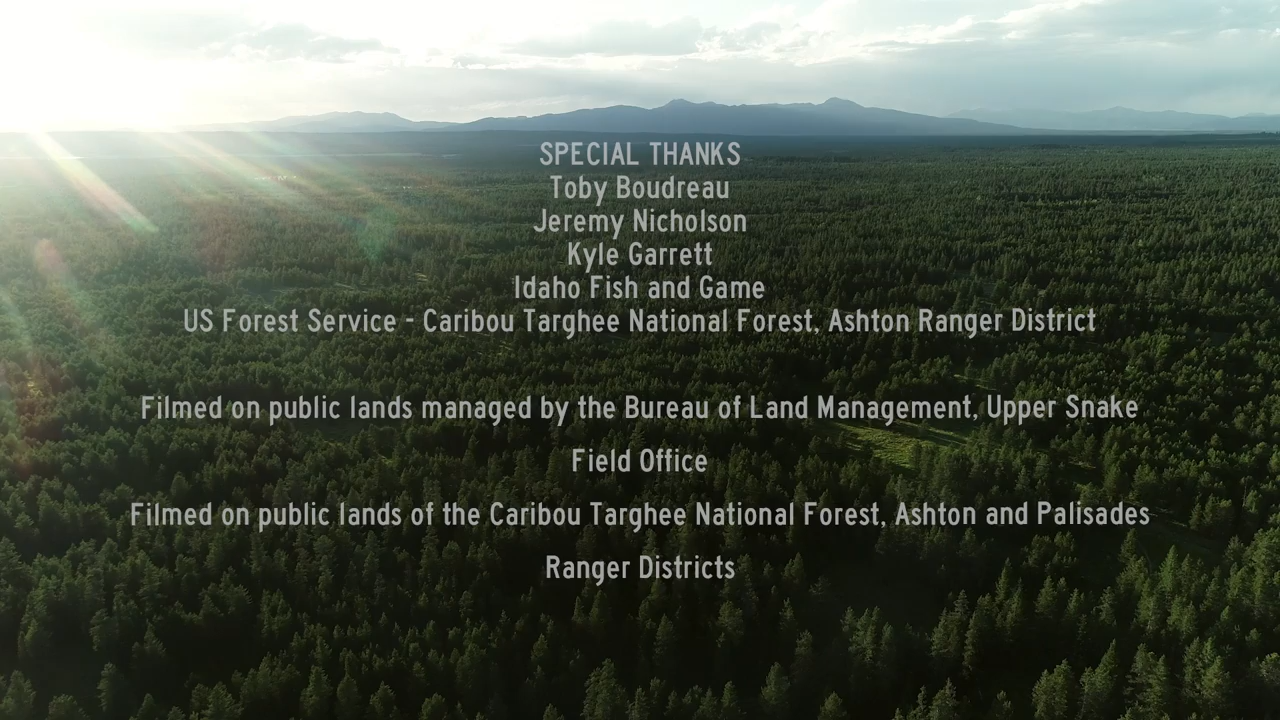 SPECIAL THANKS
Toby Boudreau
Jeremy Nicholson
Kyle Garrett
Idaho Fish and Game
US Forest Service - Caribou Targhee National Forest, Ashton Ranger District
Filmed on public lands managed by the Bureau of Land Management, Upper Snake
Field Office
Filmed on public lands of the Caribou Targhee National Forest, Ashton and Palisades
Ranger Districts